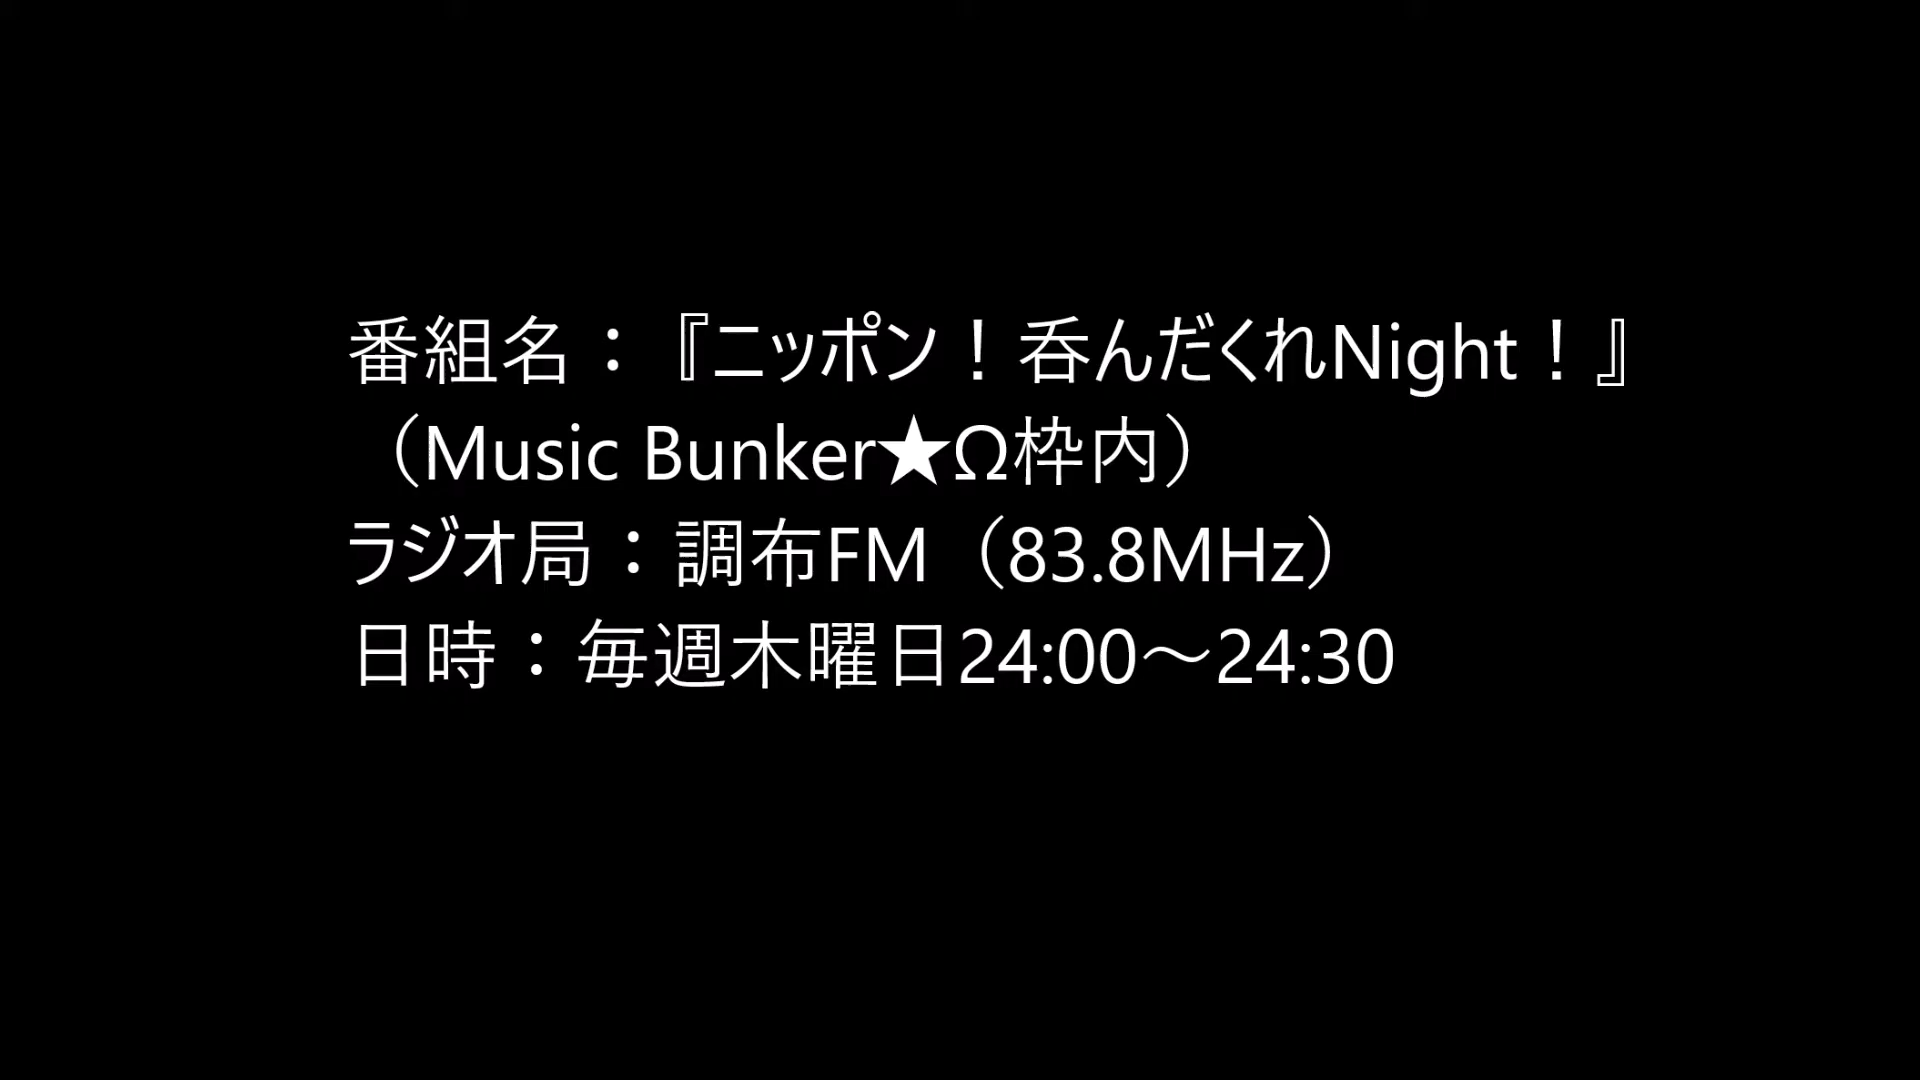 番組名：『ニッポン！呑んだくれNight！』
（Music Bunker★Ω枠内）
ラジオ局：調布FM（83.8MHz）
日時：毎週木曜日24:00～24:30